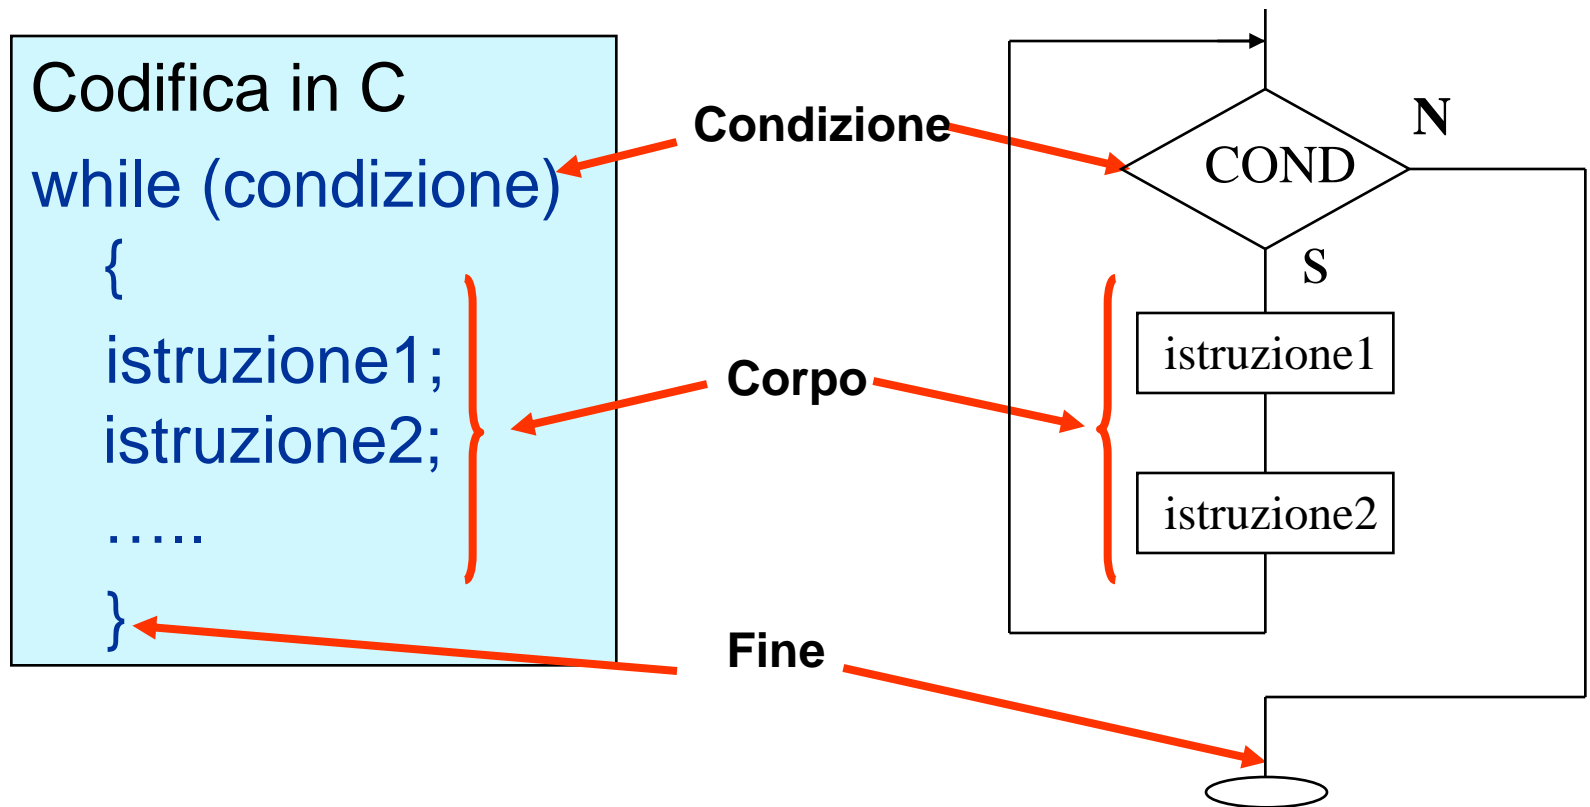 Codifica in C
while (condizione)
{
istruzione1;
istruzione2;
…..
}
Condizione
Corpo
Fine
COND
N
S
istruzione1
istruzione2